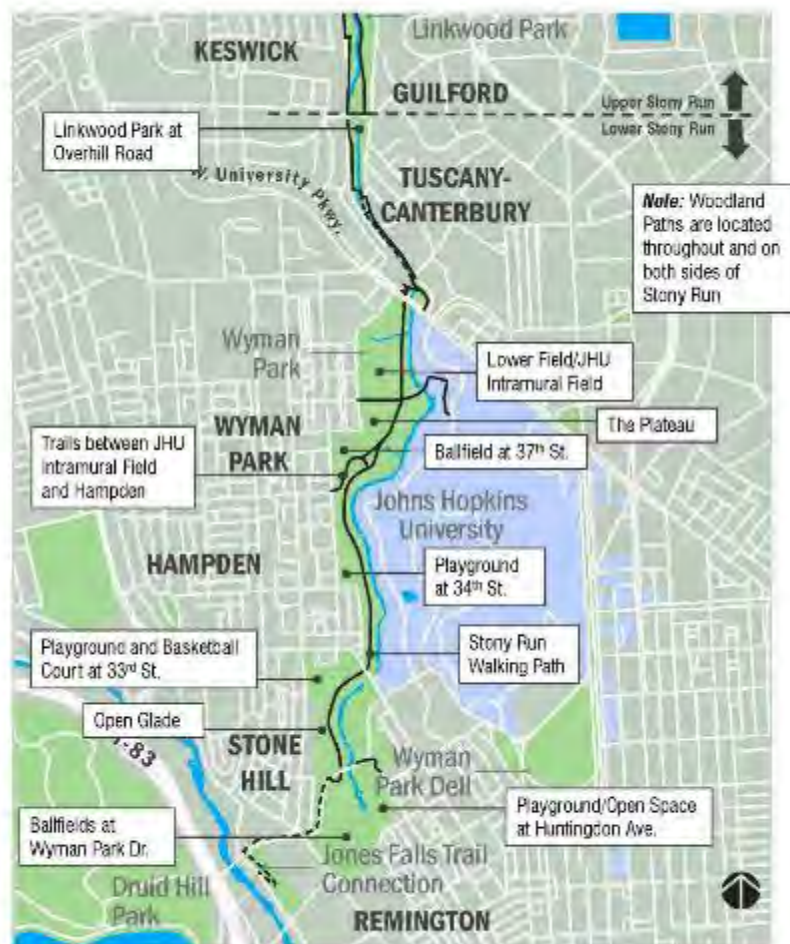 Linkwood Park
KESWICK
GUILFORD
Upper Stony Run
Lower Stony Run
Linkwood Park at
Overhill Road
W. University Pkwy.
TUSCANY-
CANTERBURY
Note: Woodland
Paths are located
throughout and on
both sides of
Stony Run
Wyman
Park
Lower Field/JHU
Intramural Field
The Plateau
WYMAN
PARK
Ballfield at 37th St.
Trails between JHU
Intramural Field
and Hampden
Johns Hopkins
University
HAMPDEN
Playground
at 34th St.
Playground and Basketball
Court at 33rd St.
Stony Run
Walking Path
Open Glade
I-83
STONE
HILL
Wyman
Park Dell
Playground/Open Space
at Huntingdon Ave.
Ballfields at
Wyman Park Dr.
Jones Falls Trail
Connection
Druid Hill
Park
REMINGTON